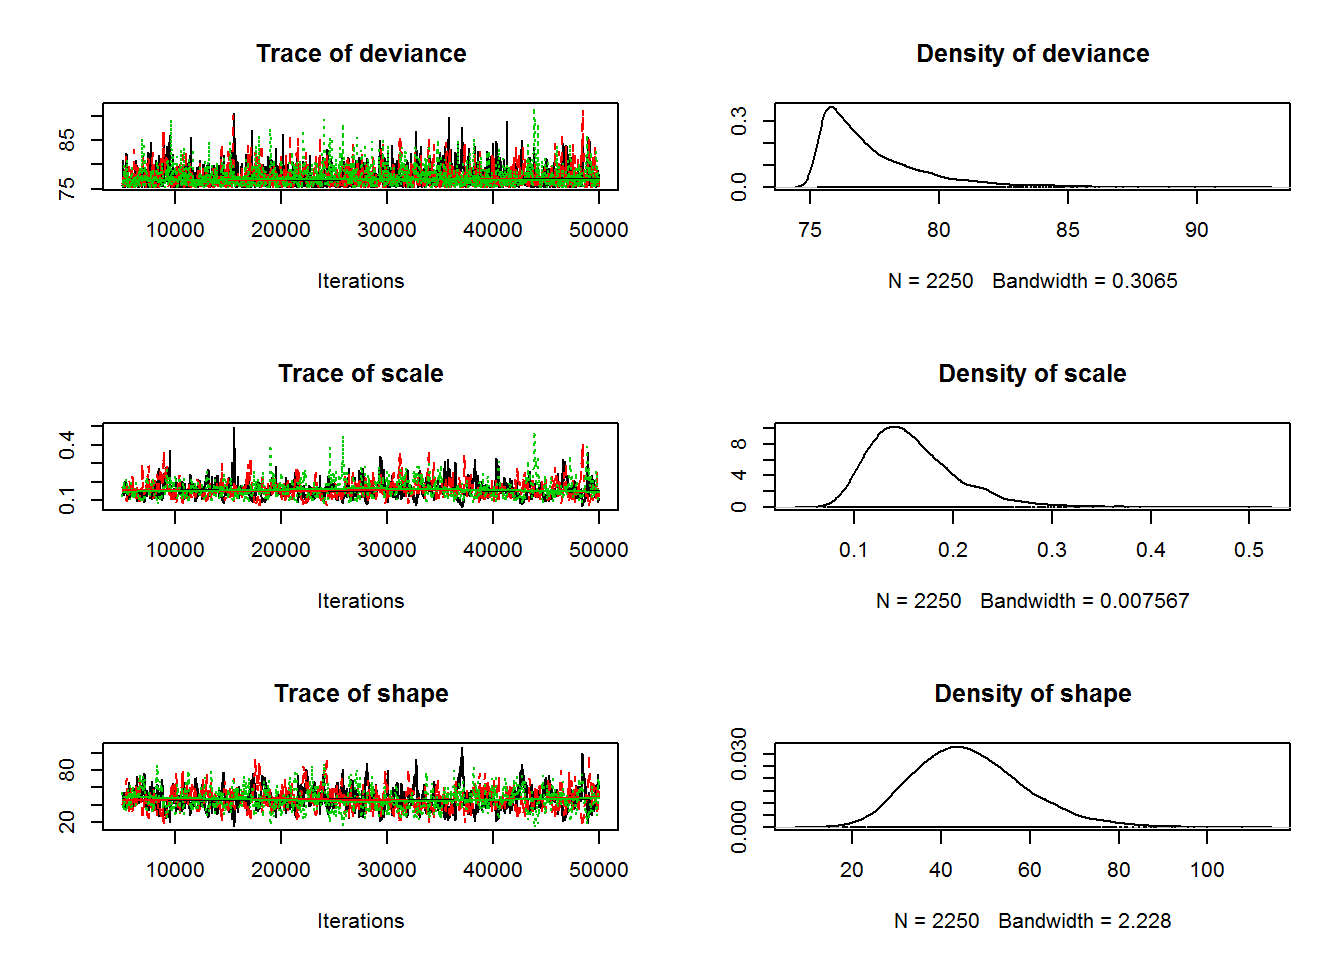 Trace of deviance
85
75
10000 20000 30000 40000 50000
Iterations
Density of deviance
0.3
0.0
75 80 85 90
N = 2250 Bandwidth = 0.3065
Trace of scale
0.4
0.1
10000 20000 30000 40000 50000
Iterations
Density of scale
8
4
0
0.1 0.2 0.3 0.4 0.5
N = 2250 Bandwidth = 0.007567
Trace of shape
80
20
10000 20000 30000 40000 50000
Iterations
Density of shape
0.030
0.000
20 40 60 80 100
N = 2250 Bandwidth = 2.228